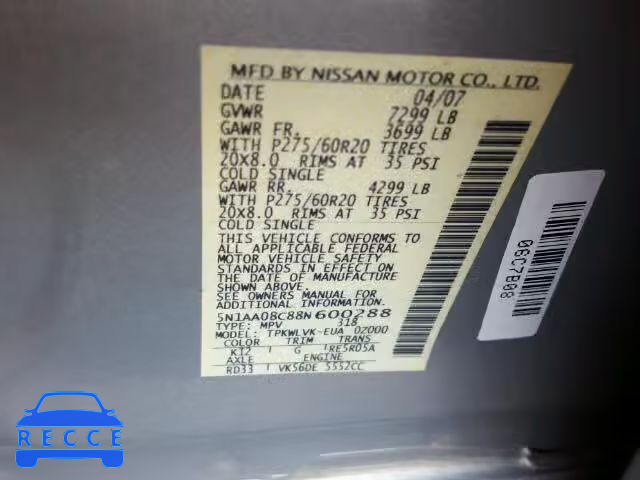 MFD BY NISSAN MOTOR CO., LTD.
DATE 04/07
GVWR 7299 LB
GAWR FR. 3699 LB
WITH P275/60R20 TIRES
20X8.0 RIMS AT 35 PSI
COLD SINGLE
GAWR RR. 4299 LB
WITH P275/60R20 TIRES
20X8.0 RIMS AT 35 PSI
COLD SINGLE
THIS VEHICLE CONFORMS TO
ALL APPLICABLE FEDERAL
MOTOR VEHICLE SAFETY
STANDARDS IN EFFECT ON
THE DATE OF MANUFACTURE
SHOWN ABOVE.
SEE OWNERS MANUAL FOR
ADDITIONAL INFORMATION.
5N1AA08C88N600288
TYPE: MPV 318
MODEL: TPKWLVK-EUA 0Z000
COLOR TRIM TRANS
K12 G RE5R05A
AXLE ENGINE
RD33 VK56DE 5552CC
06C7B08
RECCE